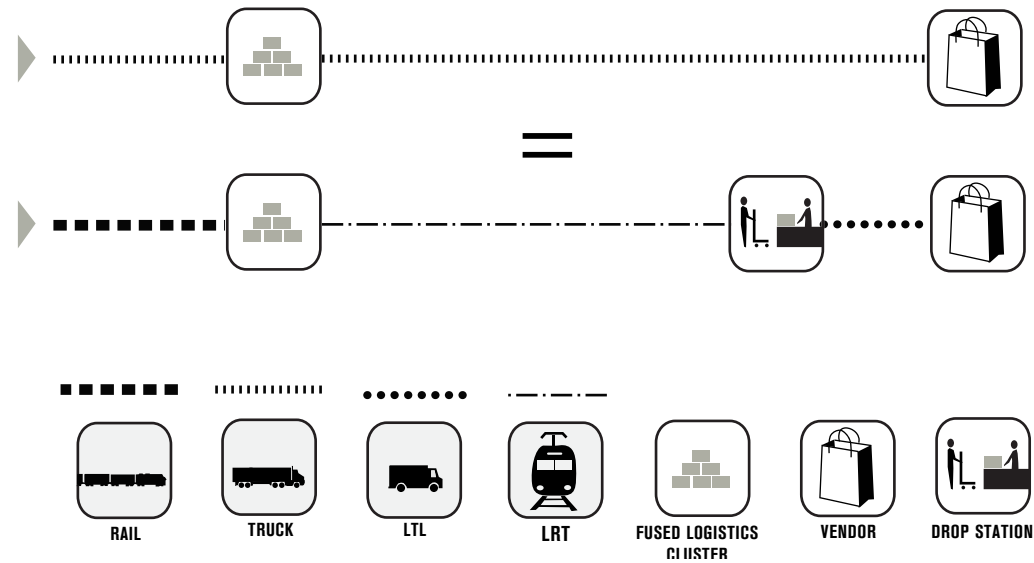 RAIL
TRUCK
LTL
LRT
FUSED LOGISTICS
CLUSTER
VENDOR
DROP STATION